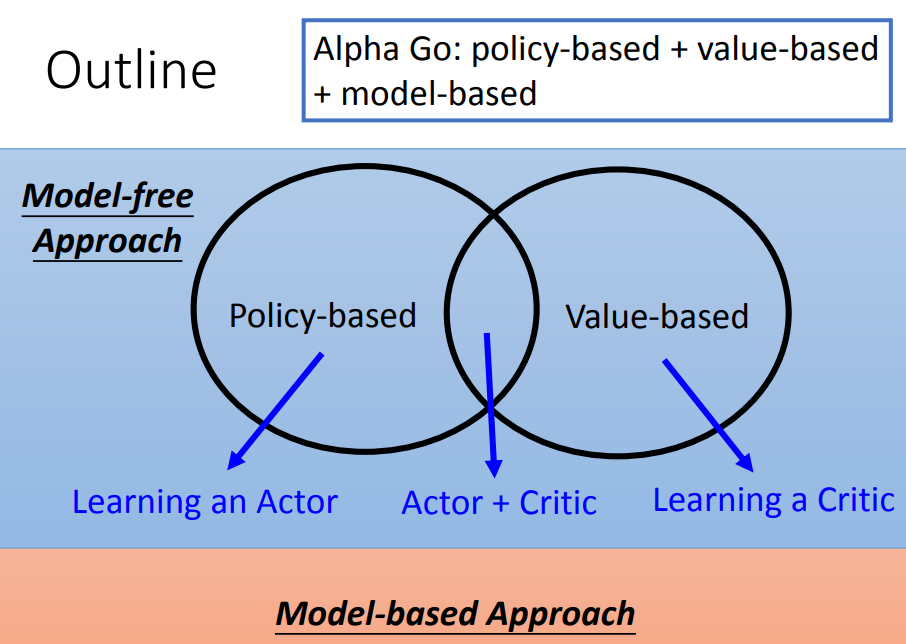 Outline
Alpha Go: policy-based + value-based
+ model-based
Model-free
Approach
Policy-based
Value-based
Learning an Actor
Actor + Critic
Learning a Critic
Model-based Approach